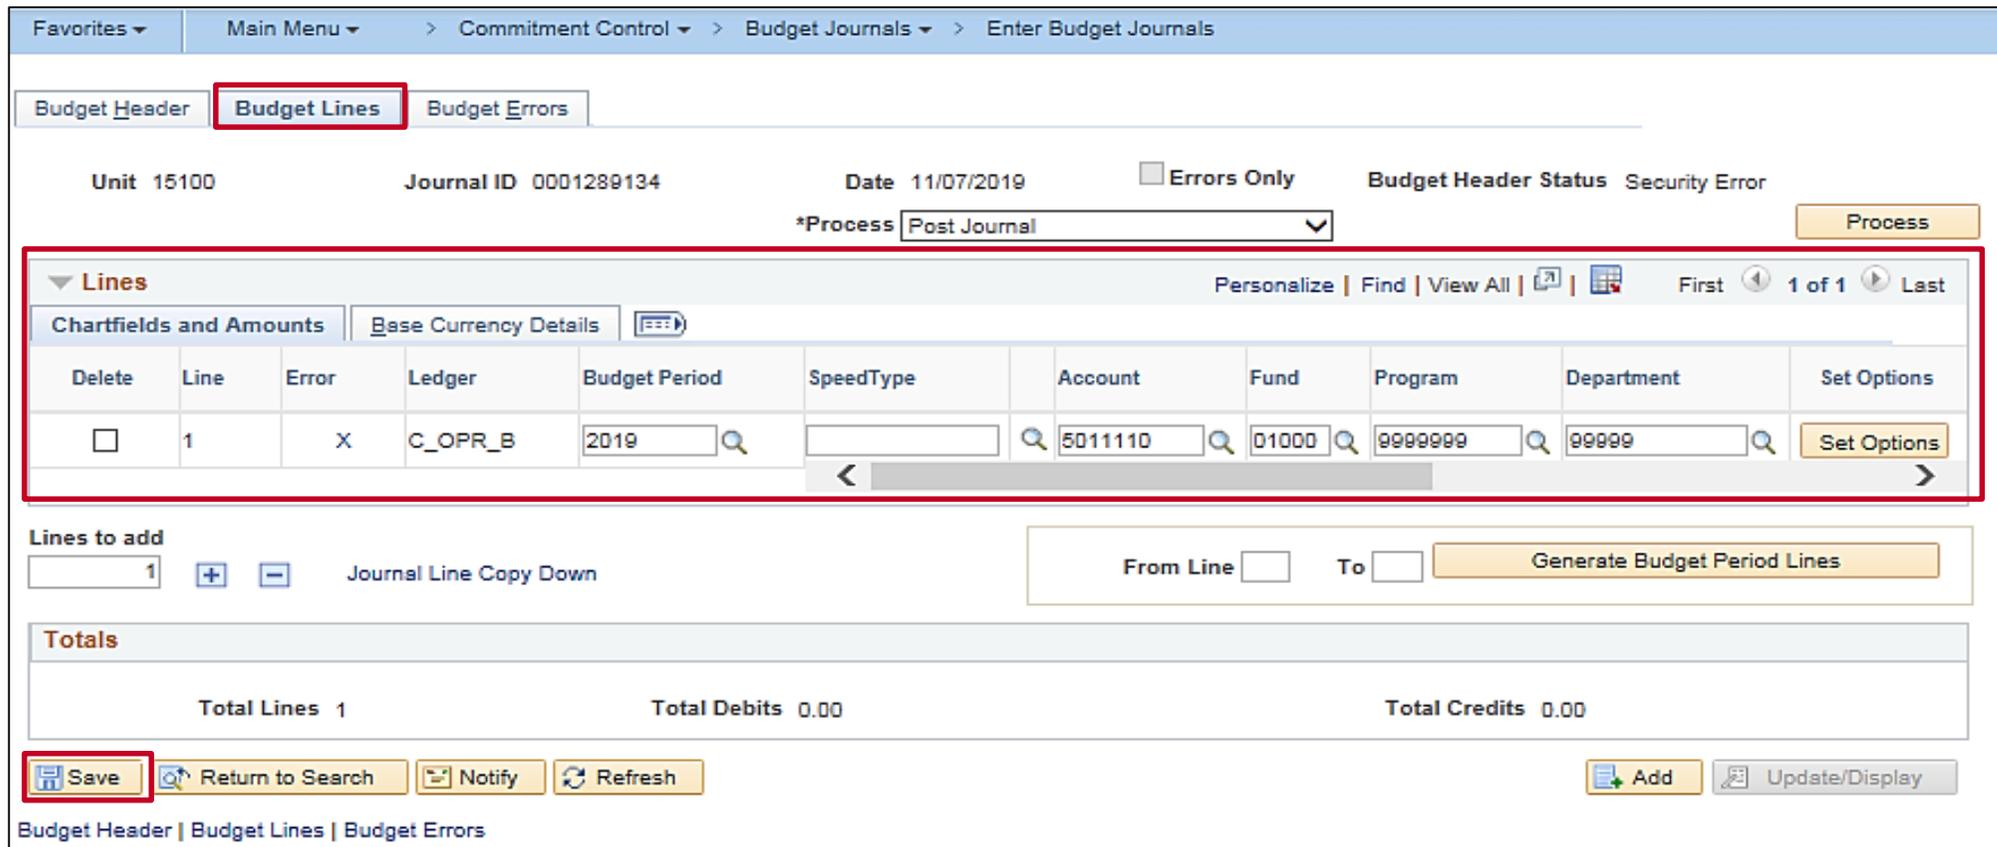 Favorites Main Menu > Commitment Control > Budget Journals > Enter Budget Journals
Budget Header Budget Lines Budget Errors
Unit 15100 Journal ID 0001289134 Date 11/07/2019 Errors Only Budget Header Status Security Error
*Process Post Journal Process
Lines Personalize | Find | View All | | First 1 of 1 Last
Chartfields and Amounts Base Currency Details
Delete Line Error Ledger Budget Period SpeedType Account Fund Program Department Set Options
1 X C_OPR_B 2019 5011110 01000 9999999 99999 Set Options
Lines to add
1 Journal Line Copy Down From Line To Generate Budget Period Lines
Totals
Total Lines 1 Total Debits 0.00 Total Credits 0.00
Save Return to Search Notify Refresh Add Update/Display
Budget Header | Budget Lines | Budget Errors